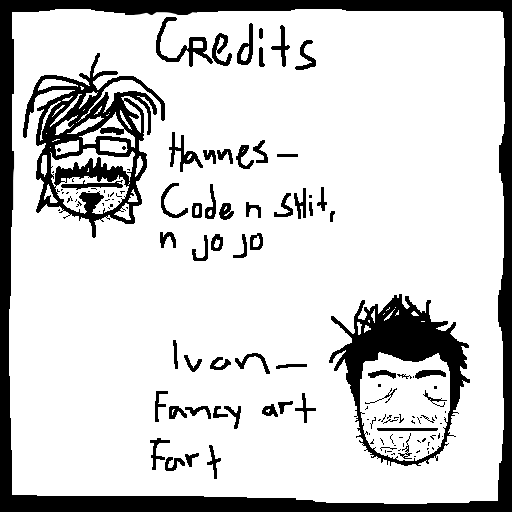 Credits
Hannes –
Code n SHit,
n jo jo
Ivan –
Fancy art
Fart